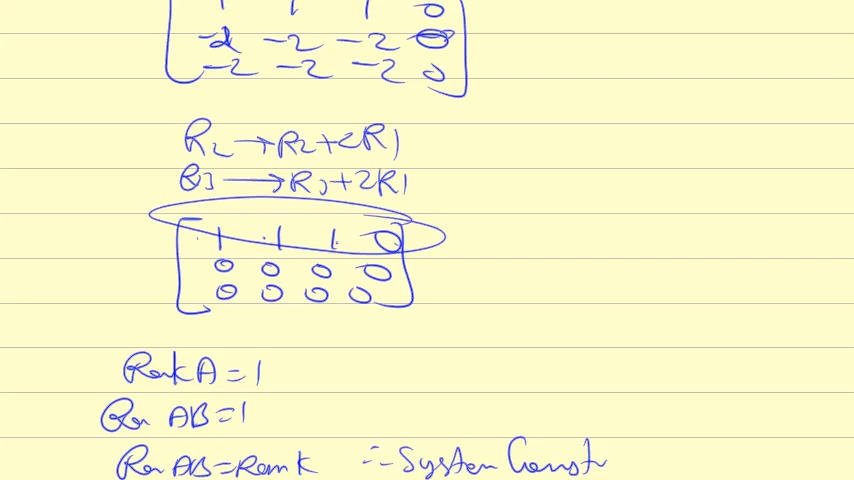 1 1 1 0
-2 -2 -2 0
-2 -2 -2 0
R2 → R2+2R1
R3 → R3+2R1
1 1 1 0
0 0 0 0
0 0 0 0
Rank A = 1
Ran AB = 1
Ran AB = Rank ∴ System Const